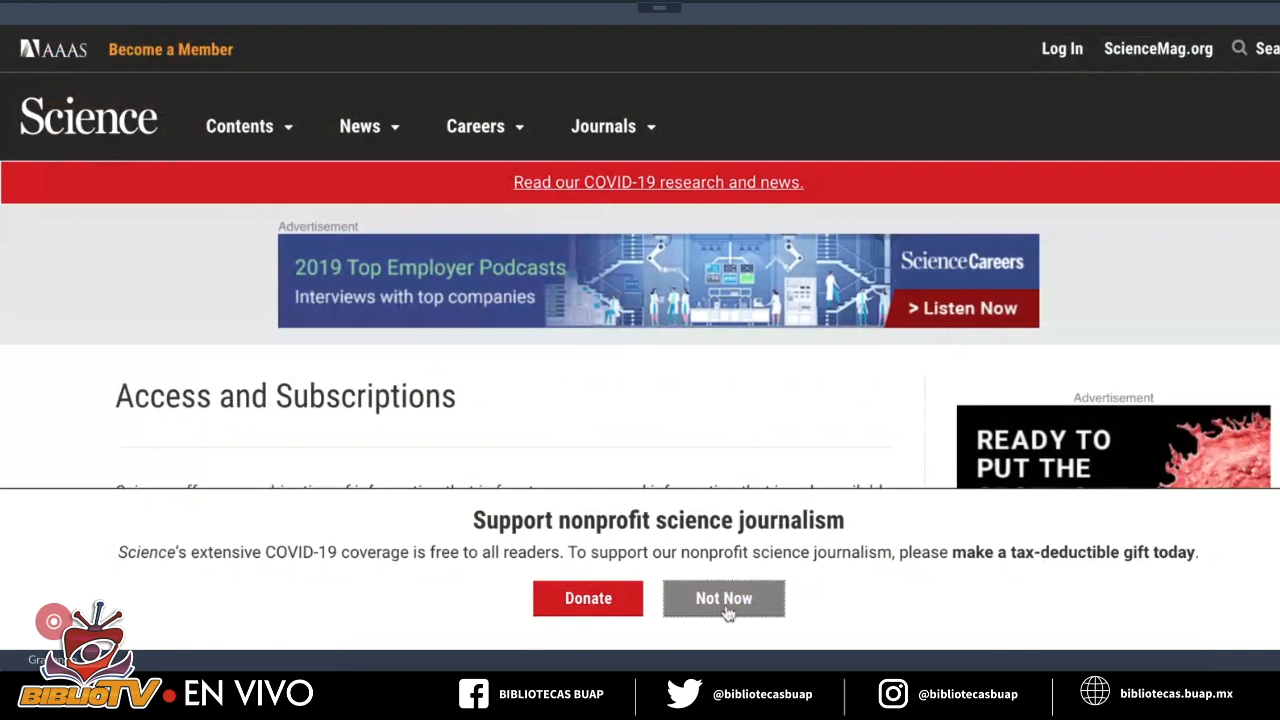 AAAS Become a Member Log In ScienceMag.org Sea
Science Contents News Careers Journals
Read our COVID-19 research and news.
Advertisement
2019 Top Employer Podcasts
Interviews with top companies
ScienceCareers
> Listen Now
Access and Subscriptions
Advertisement
READY TO
PUT THE
Support nonprofit science journalism
Science's extensive COVID-19 coverage is free to all readers. To support our nonprofit science journalism, please make a tax-deductible gift today.
Donate Not Now
BIBLIOTV EN VIVO BIBLIOTECAS BUAP @bibliotecasbuap @bibliotecasbuap bibliotecas.buap.mx